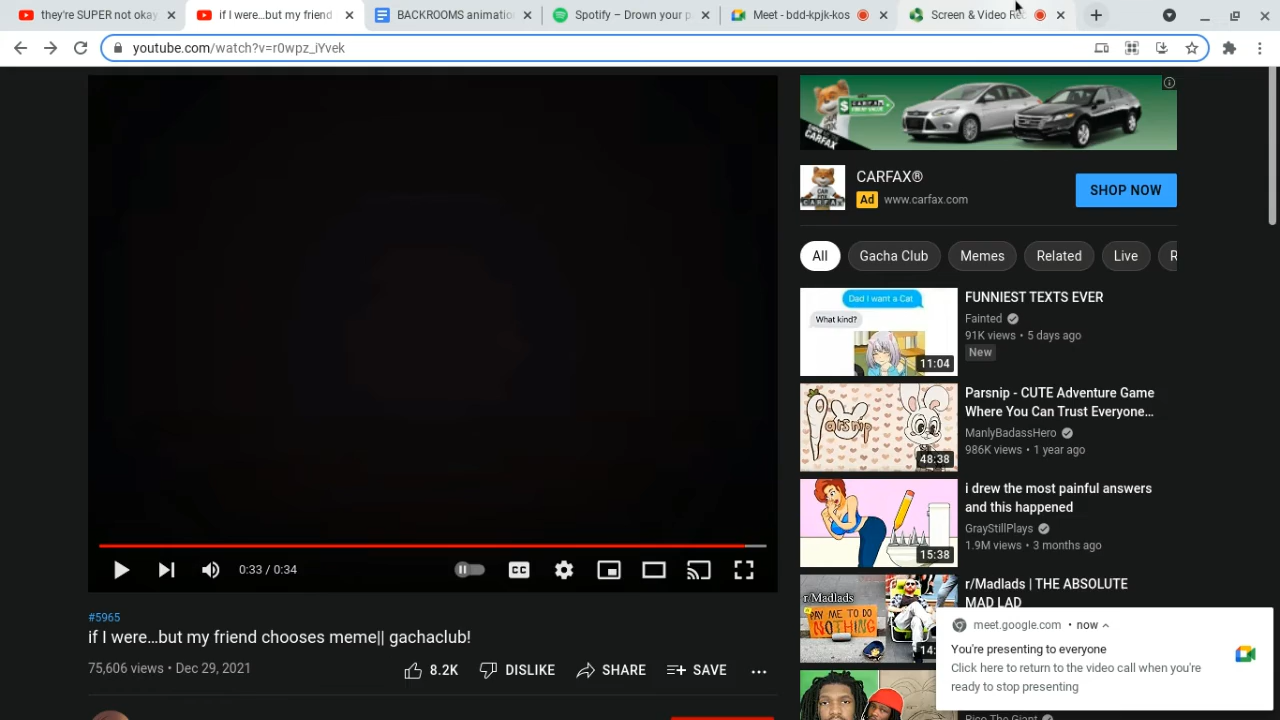 they're SUPER not okay
if I were…but my friend
BACKROOMS animatio
Spotify – Drown your p
Meet - bdd-kpjk-kos
Screen & Video Rec
youtube.com/watch?v=r0wpz_iYvek
CARFAX
CARFAX®
Ad www.carfax.com
SHOP NOW
All
Gacha Club
Memes
Related
Live
R
Dad I want a Cat
What kind?
11:04
FUNNIEST TEXTS EVER
Fainted
91K views • 5 days ago
New
Parsnip
48:38
Parsnip - CUTE Adventure Game
Where You Can Trust Everyone…
ManlyBadassHero
986K views • 1 year ago
15:38
i drew the most painful answers
and this happened
GrayStillPlays
1.9M views • 3 months ago
r/Madlads
PAY ME TO DO
NOTHING
14:
r/Madlads | THE ABSOLUTE
MAD LAD
0:33 / 0:34
CC
#5965
if I were…but my friend chooses meme|| gachaclub!
75,606 views • Dec 29, 2021
8.2K
DISLIKE
SHARE
SAVE
meet.google.com • now
You're presenting to everyone
Click here to return to the video call when you're
ready to stop presenting
Rico The Giant